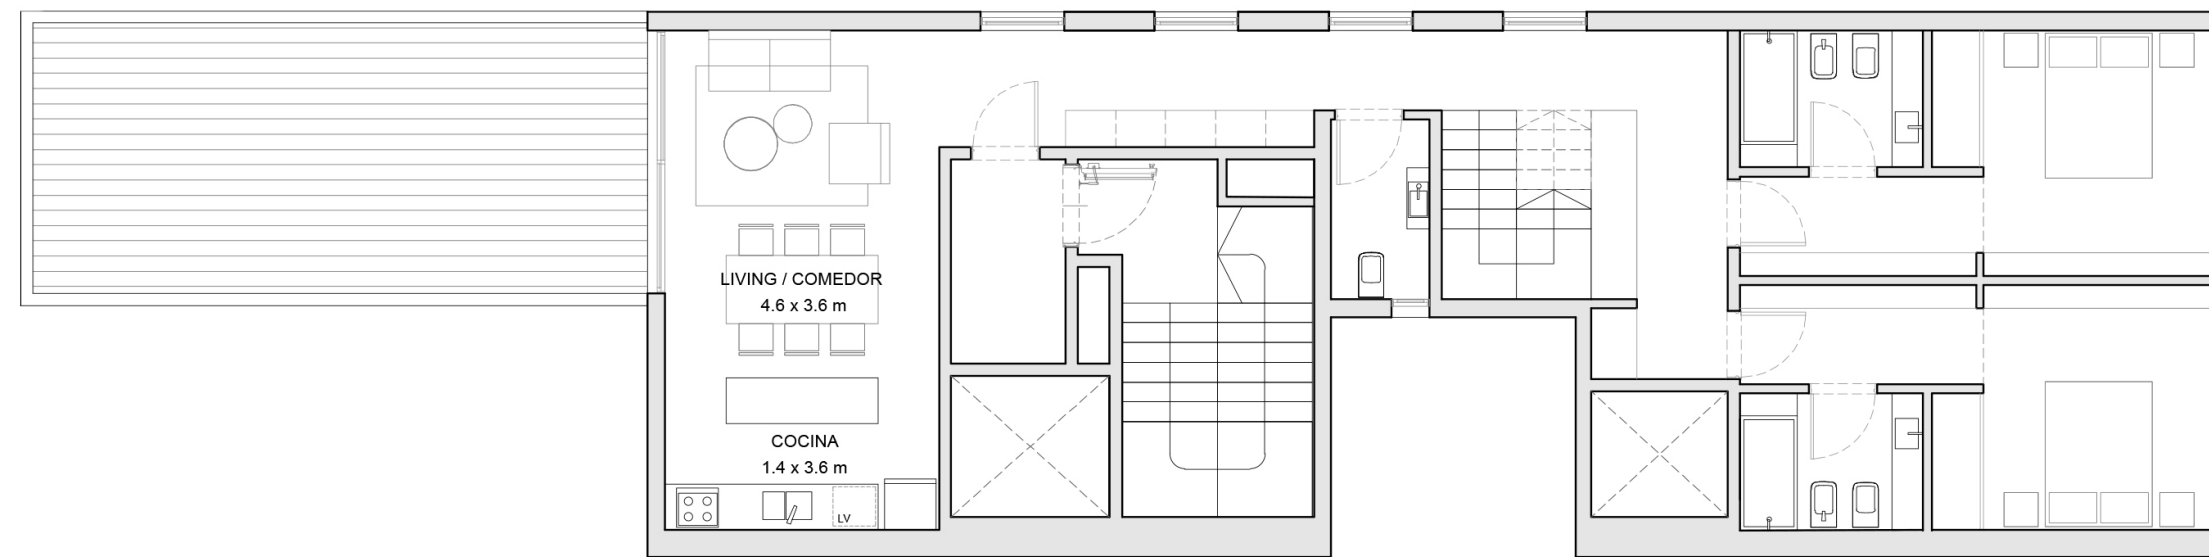 LIVING / COMEDOR
4.6 x 3.6 m
COCINA
1.4 x 3.6 m
LV